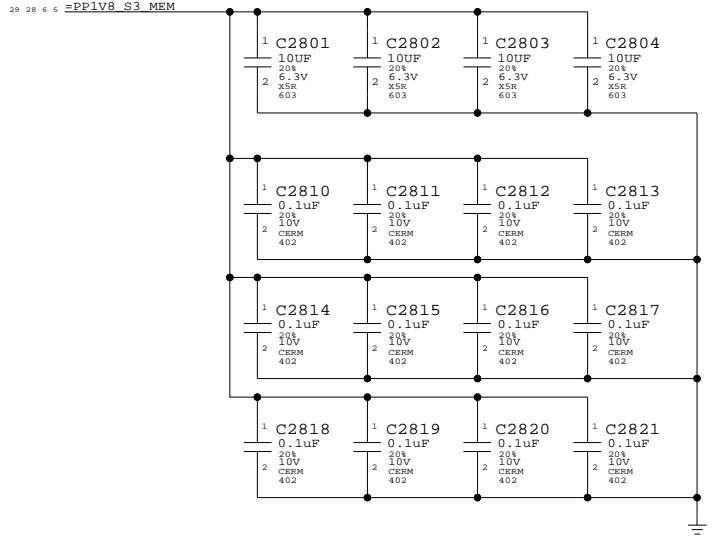 29 28 6 5 =PP1V8_S3_MEM
1 C2801 1 C2802 1 C2803 1 C2804
10UF 10UF 10UF 10UF
20% 20% 20% 20%
2 6.3V 2 6.3V 2 6.3V 2 6.3V
X5R X5R X5R X5R
603 603 603 603
1 C2810 1 C2811 1 C2812 1 C2813
0.1uF 0.1uF 0.1uF 0.1uF
20% 20% 20% 20%
2 10V 2 10V 2 10V 2 10V
CERM CERM CERM CERM
402 402 402 402
1 C2814 1 C2815 1 C2816 1 C2817
0.1uF 0.1uF 0.1uF 0.1uF
20% 20% 20% 20%
2 10V 2 10V 2 10V 2 10V
CERM CERM CERM CERM
402 402 402 402
1 C2818 1 C2819 1 C2820 1 C2821
0.1uF 0.1uF 0.1uF 0.1uF
20% 20% 20% 20%
2 10V 2 10V 2 10V 2 10V
CERM CERM CERM CERM
402 402 402 402